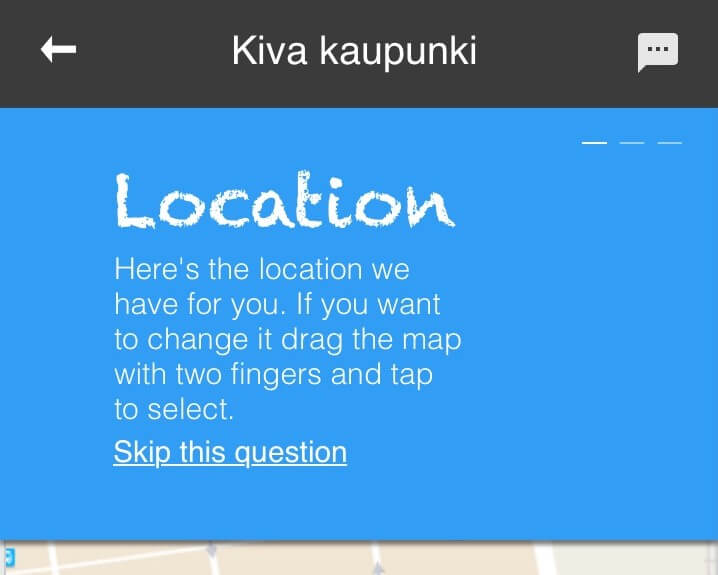 Kiva kaupunki
Location
Here's the location we
have for you. If you want
to change it drag the map
with two fingers and tap
to select.
Skip this question